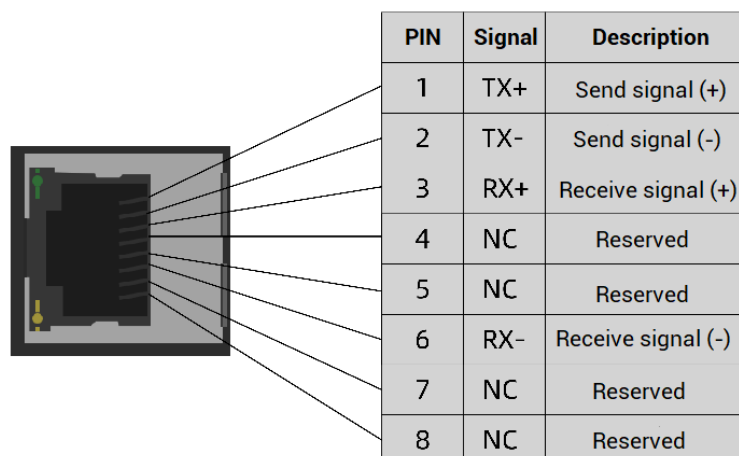 PIN Signal Description
1 TX+ Send signal (+)
2 TX- Send signal (-)
3 RX+ Receive signal (+)
4 NC Reserved
5 NC Reserved
6 RX- Receive signal (-)
7 NC Reserved
8 NC Reserved